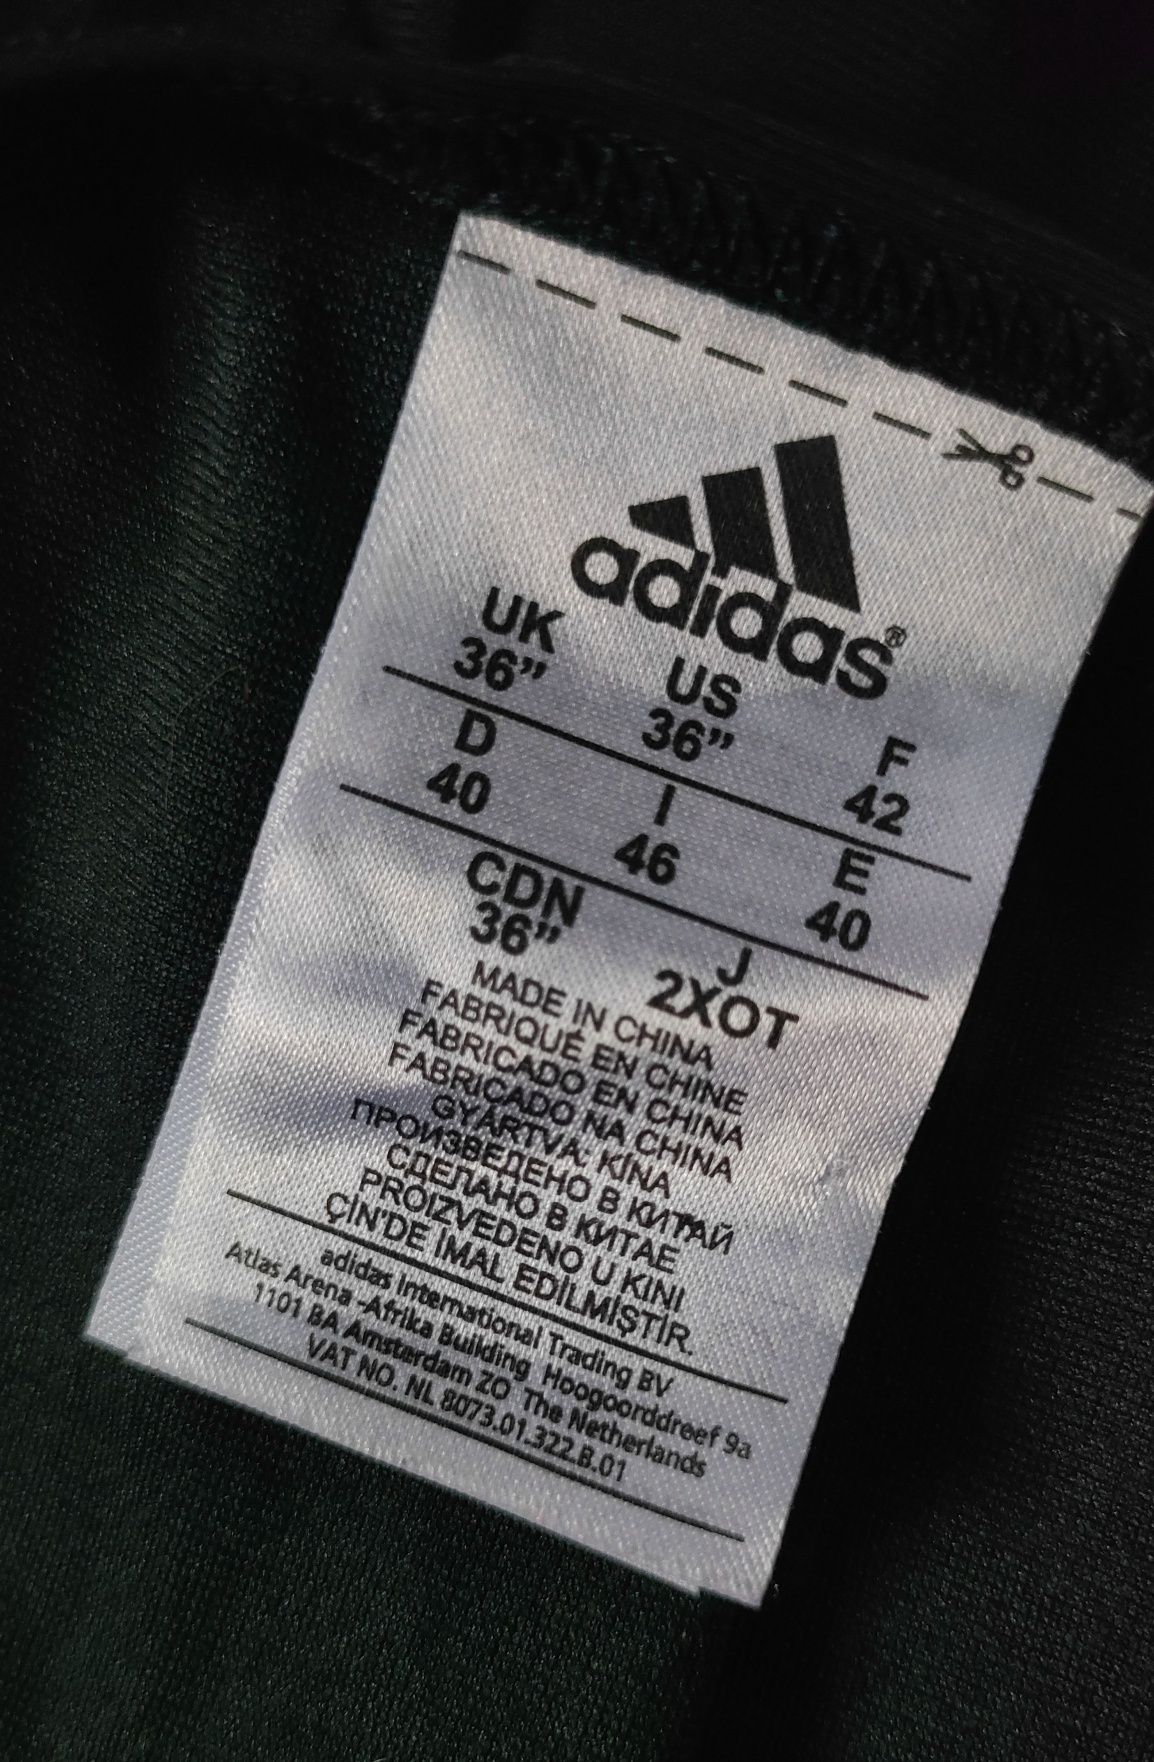 adidas®
UK US F
36” 36” 42
D I E
40 46 40
CDN J
36” 2XOT
MADE IN CHINA
FABRIQUÉ EN CHINE
FABRICADO EN CHINA
FABRICADO NA CHINA
GYÁRTVA: KÍNA
ПРОИЗВЕДЕНО В КИТАЙ
СДЕЛАНО В КИТАЕ
PROIZVEDENO U KINI
ÇİN'DE İMAL EDİLMİŞTİR.
adidas International Trading BV
Atlas Arena -Afrika Building Hoogoorddreef 9a
1101 BA Amsterdam ZO The Netherlands
VAT NO. NL 8073.01.322.B.01